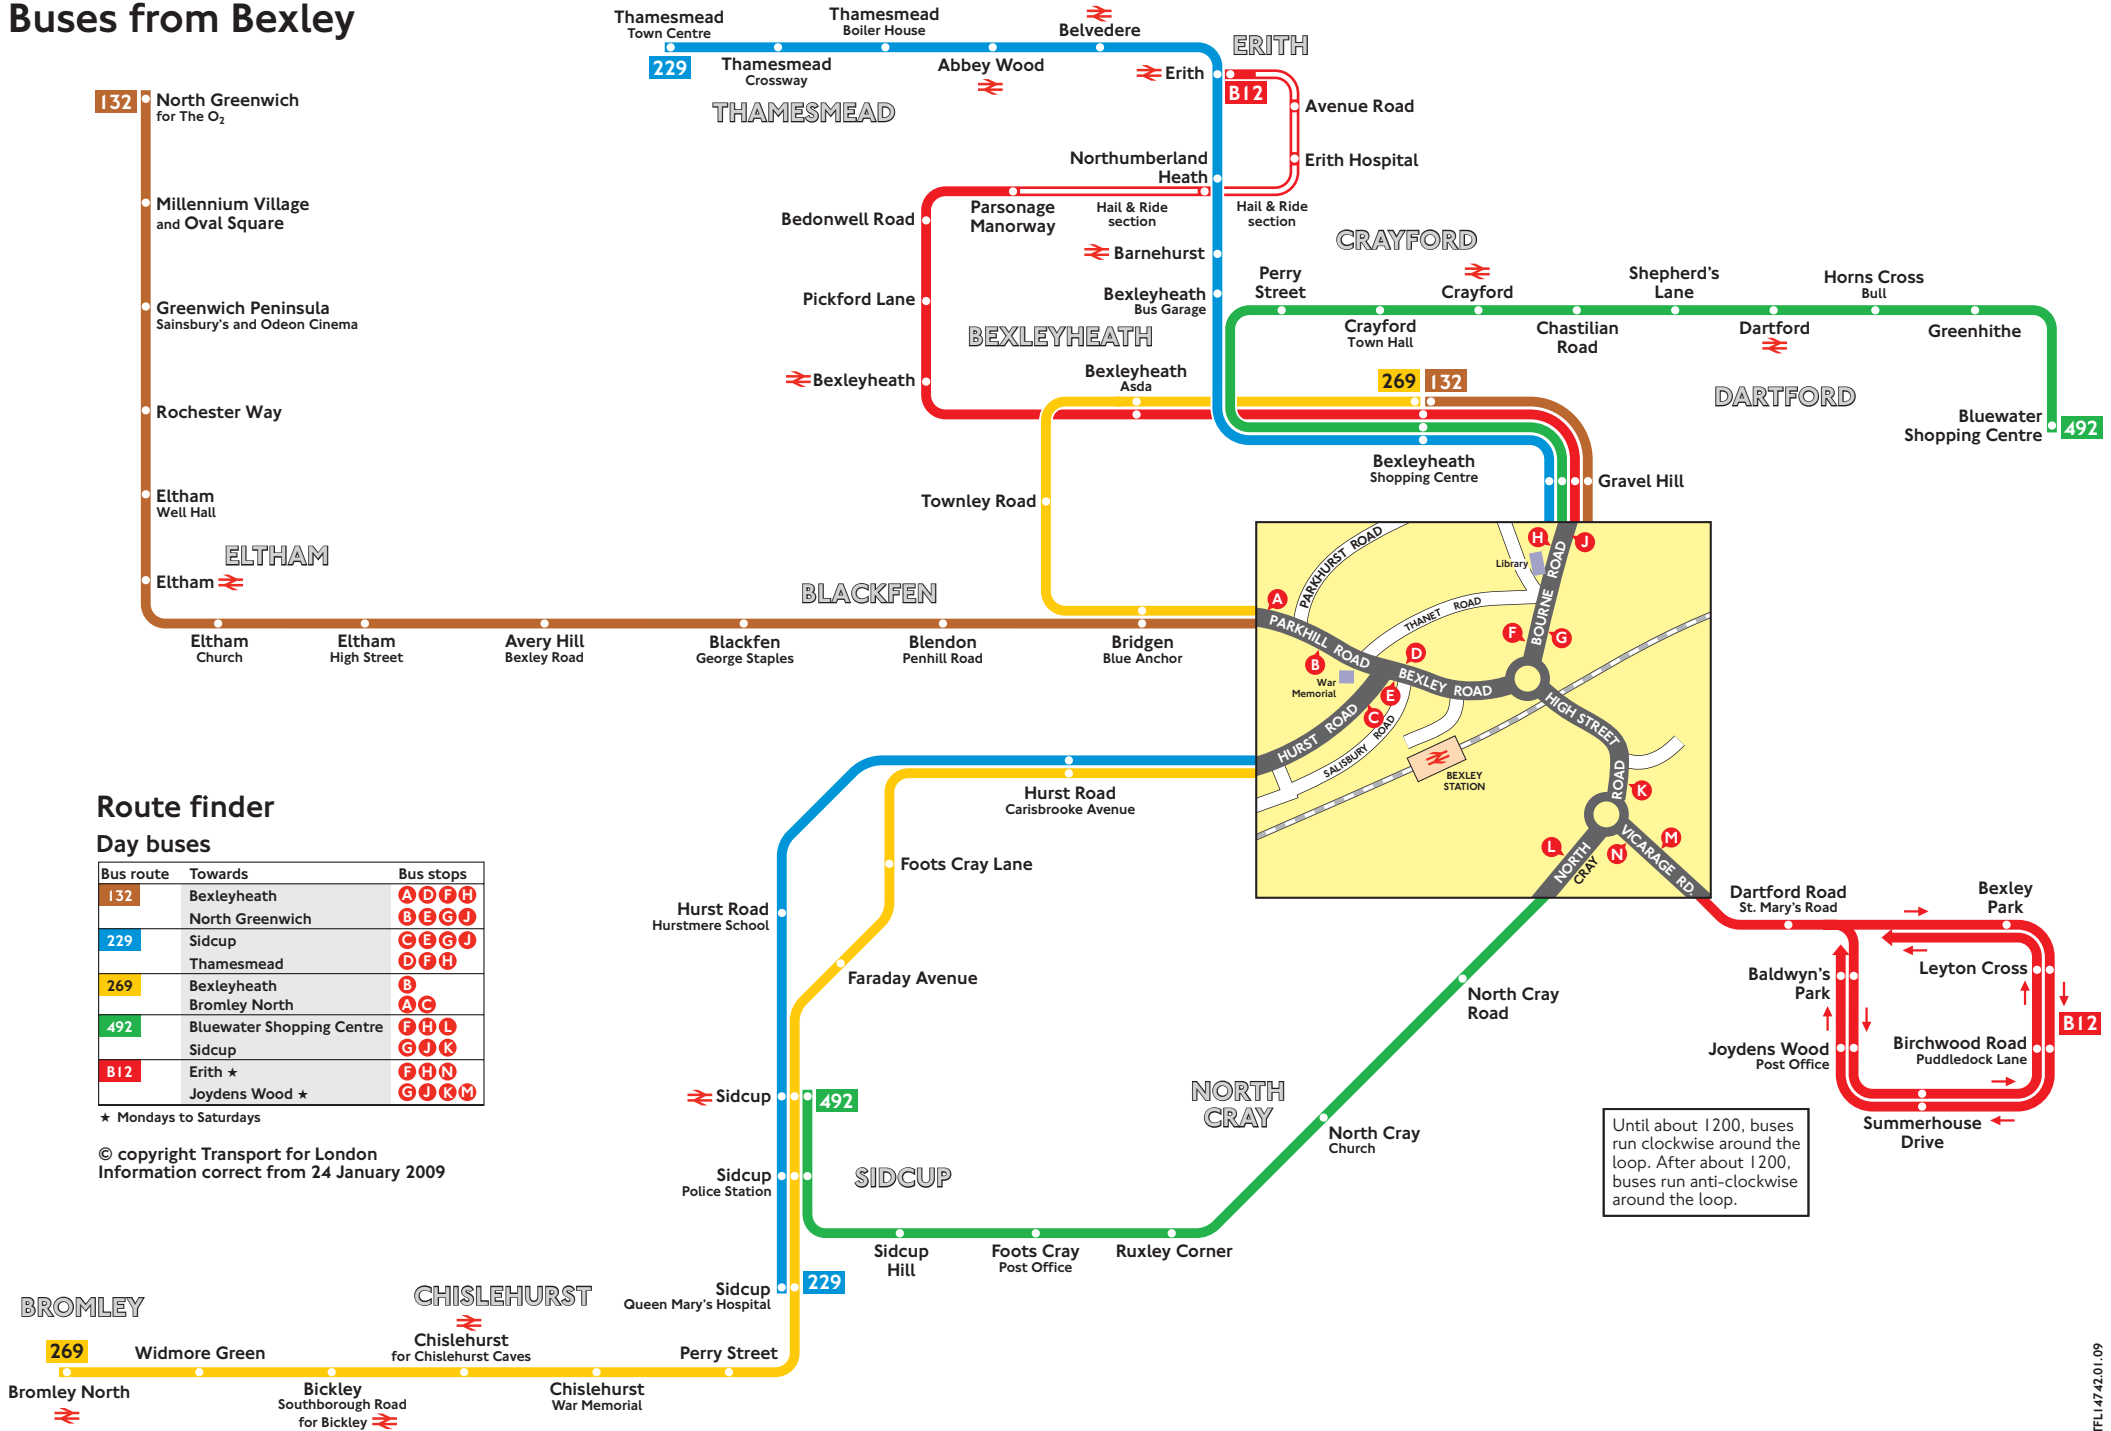 Buses from Bexley
Thamesmead
Town Centre
229
Thamesmead
Crossway
Thamesmead
Boiler House
Abbey Wood
Belvedere
ERITH
Erith
B12
THAMESMEAD
Avenue Road
Erith Hospital
Northumberland
Heath
132
North Greenwich
for The O2
Millennium Village
and Oval Square
Greenwich Peninsula
Sainsbury's and Odeon Cinema
Rochester Way
Eltham
Well Hall
ELTHAM
Eltham
Bedonwell Road
Parsonage
Manorway
Hail & Ride
section
Hail & Ride
section
Barnehurst
Pickford Lane
Bexleyheath
Bus Garage
BEXLEYHEATH
Bexleyheath
Bexleyheath
Asda
CRAYFORD
Perry
Street
Crayford
Town Hall
Crayford
Chastilian
Road
Shepherd's
Lane
Dartford
Horns Cross
Bull
Greenhithe
DARTFORD
Bluewater
Shopping Centre
492
269
132
Bexleyheath
Shopping Centre
Gravel Hill
Townley Road
BLACKFEN
Eltham
Church
Eltham
High Street
Avery Hill
Bexley Road
Blackfen
George Staples
Blendon
Penhill Road
Bridgen
Blue Anchor
PARKHURST ROAD
H
J
Library
BOURNE ROAD
A
THANET ROAD
PARKHILL ROAD
F
G
B
D
War
Memorial
BEXLEY ROAD
E
C
HURST ROAD
SALISBURY ROAD
HIGH STREET
BEXLEY
STATION
ROAD
K
L
N
M
NORTH
CRAY
VICARAGE RD.
Hurst Road
Carisbrooke Avenue
Foots Cray Lane
Hurst Road
Hurstmere School
Faraday Avenue
Route finder
Day buses
Bus route Towards Bus stops
132 Bexleyheath A D F H
North Greenwich B E G J
229 Sidcup C E G J
Thamesmead D F H
269 Bexleyheath B
Bromley North A C
492 Bluewater Shopping Centre F H L
Sidcup G J K
B12 Erith ★ F H N
Joydens Wood ★ G J K M
★ Mondays to Saturdays
© copyright Transport for London
Information correct from 24 January 2009
Dartford Road
St. Mary's Road
Bexley
Park
Baldwyn's
Park
Leyton Cross
B12
Joydens Wood
Post Office
Birchwood Road
Puddledock Lane
Summerhouse
Drive
North Cray
Road
NORTH
CRAY
North Cray
Church
Until about 1200, buses
run clockwise around the
loop. After about 1200,
buses run anti-clockwise
around the loop.
Sidcup
492
Sidcup
Police Station
SIDCUP
Sidcup
Hill
Foots Cray
Post Office
Ruxley Corner
Sidcup
Queen Mary's Hospital
229
BROMLEY
269
Bromley North
Widmore Green
Bickley
Southborough Road
for Bickley
CHISLEHURST
Chislehurst
for Chislehurst Caves
Chislehurst
War Memorial
Perry Street
TFL14742.01.09